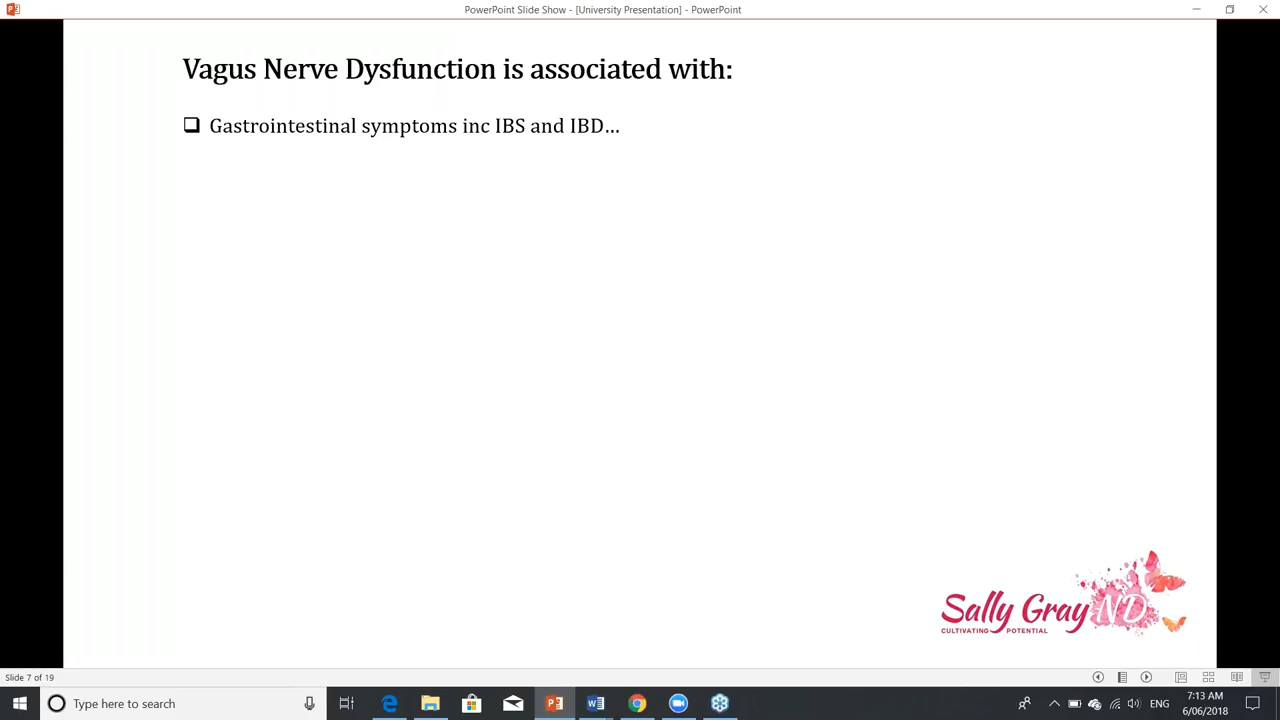 PowerPoint Slide Show - [University Presentation] - PowerPoint
Vagus Nerve Dysfunction is associated with:
❑ Gastrointestinal symptoms inc IBS and IBD...
Sally Gray ND
CULTIVATING POTENTIAL
Slide 7 of 19
Type here to search
ENG
7:13 AM
6/06/2018